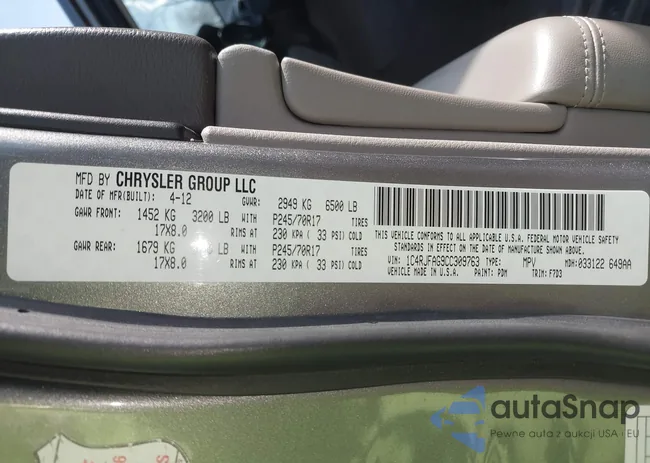 MFD BY CHRYSLER GROUP LLC
DATE OF MFR(BUILT): 4-12 GVWR: 2949 KG 6500 LB
GAWR FRONT: 1452 KG 3200 LB WITH P245/70R17 TIRES
17X8.0 RIMS AT 230 KPA ( 33 PSI) COLD
GAWR REAR: 1679 KG LB WITH P245/70R17 TIRES
17X8.0 RIMS AT 230 KPA ( 33 PSI) COLD
THIS VEHICLE CONFORMS TO ALL APPLICABLE U.S.A. FEDERAL MOTOR VEHICLE SAFETY
STANDARDS IN EFFECT ON THE DATE OF MANUFACTURE SHOWN ABOVE.
VIN: 1C4RJFAG9CC309763 TYPE: MPV MDH:033122 649AA
VEHICLE MADE IN U.S.A. PAINT: PDM TRIM: F7D3
autaSnap
Pewne auta z aukcji USA i EU